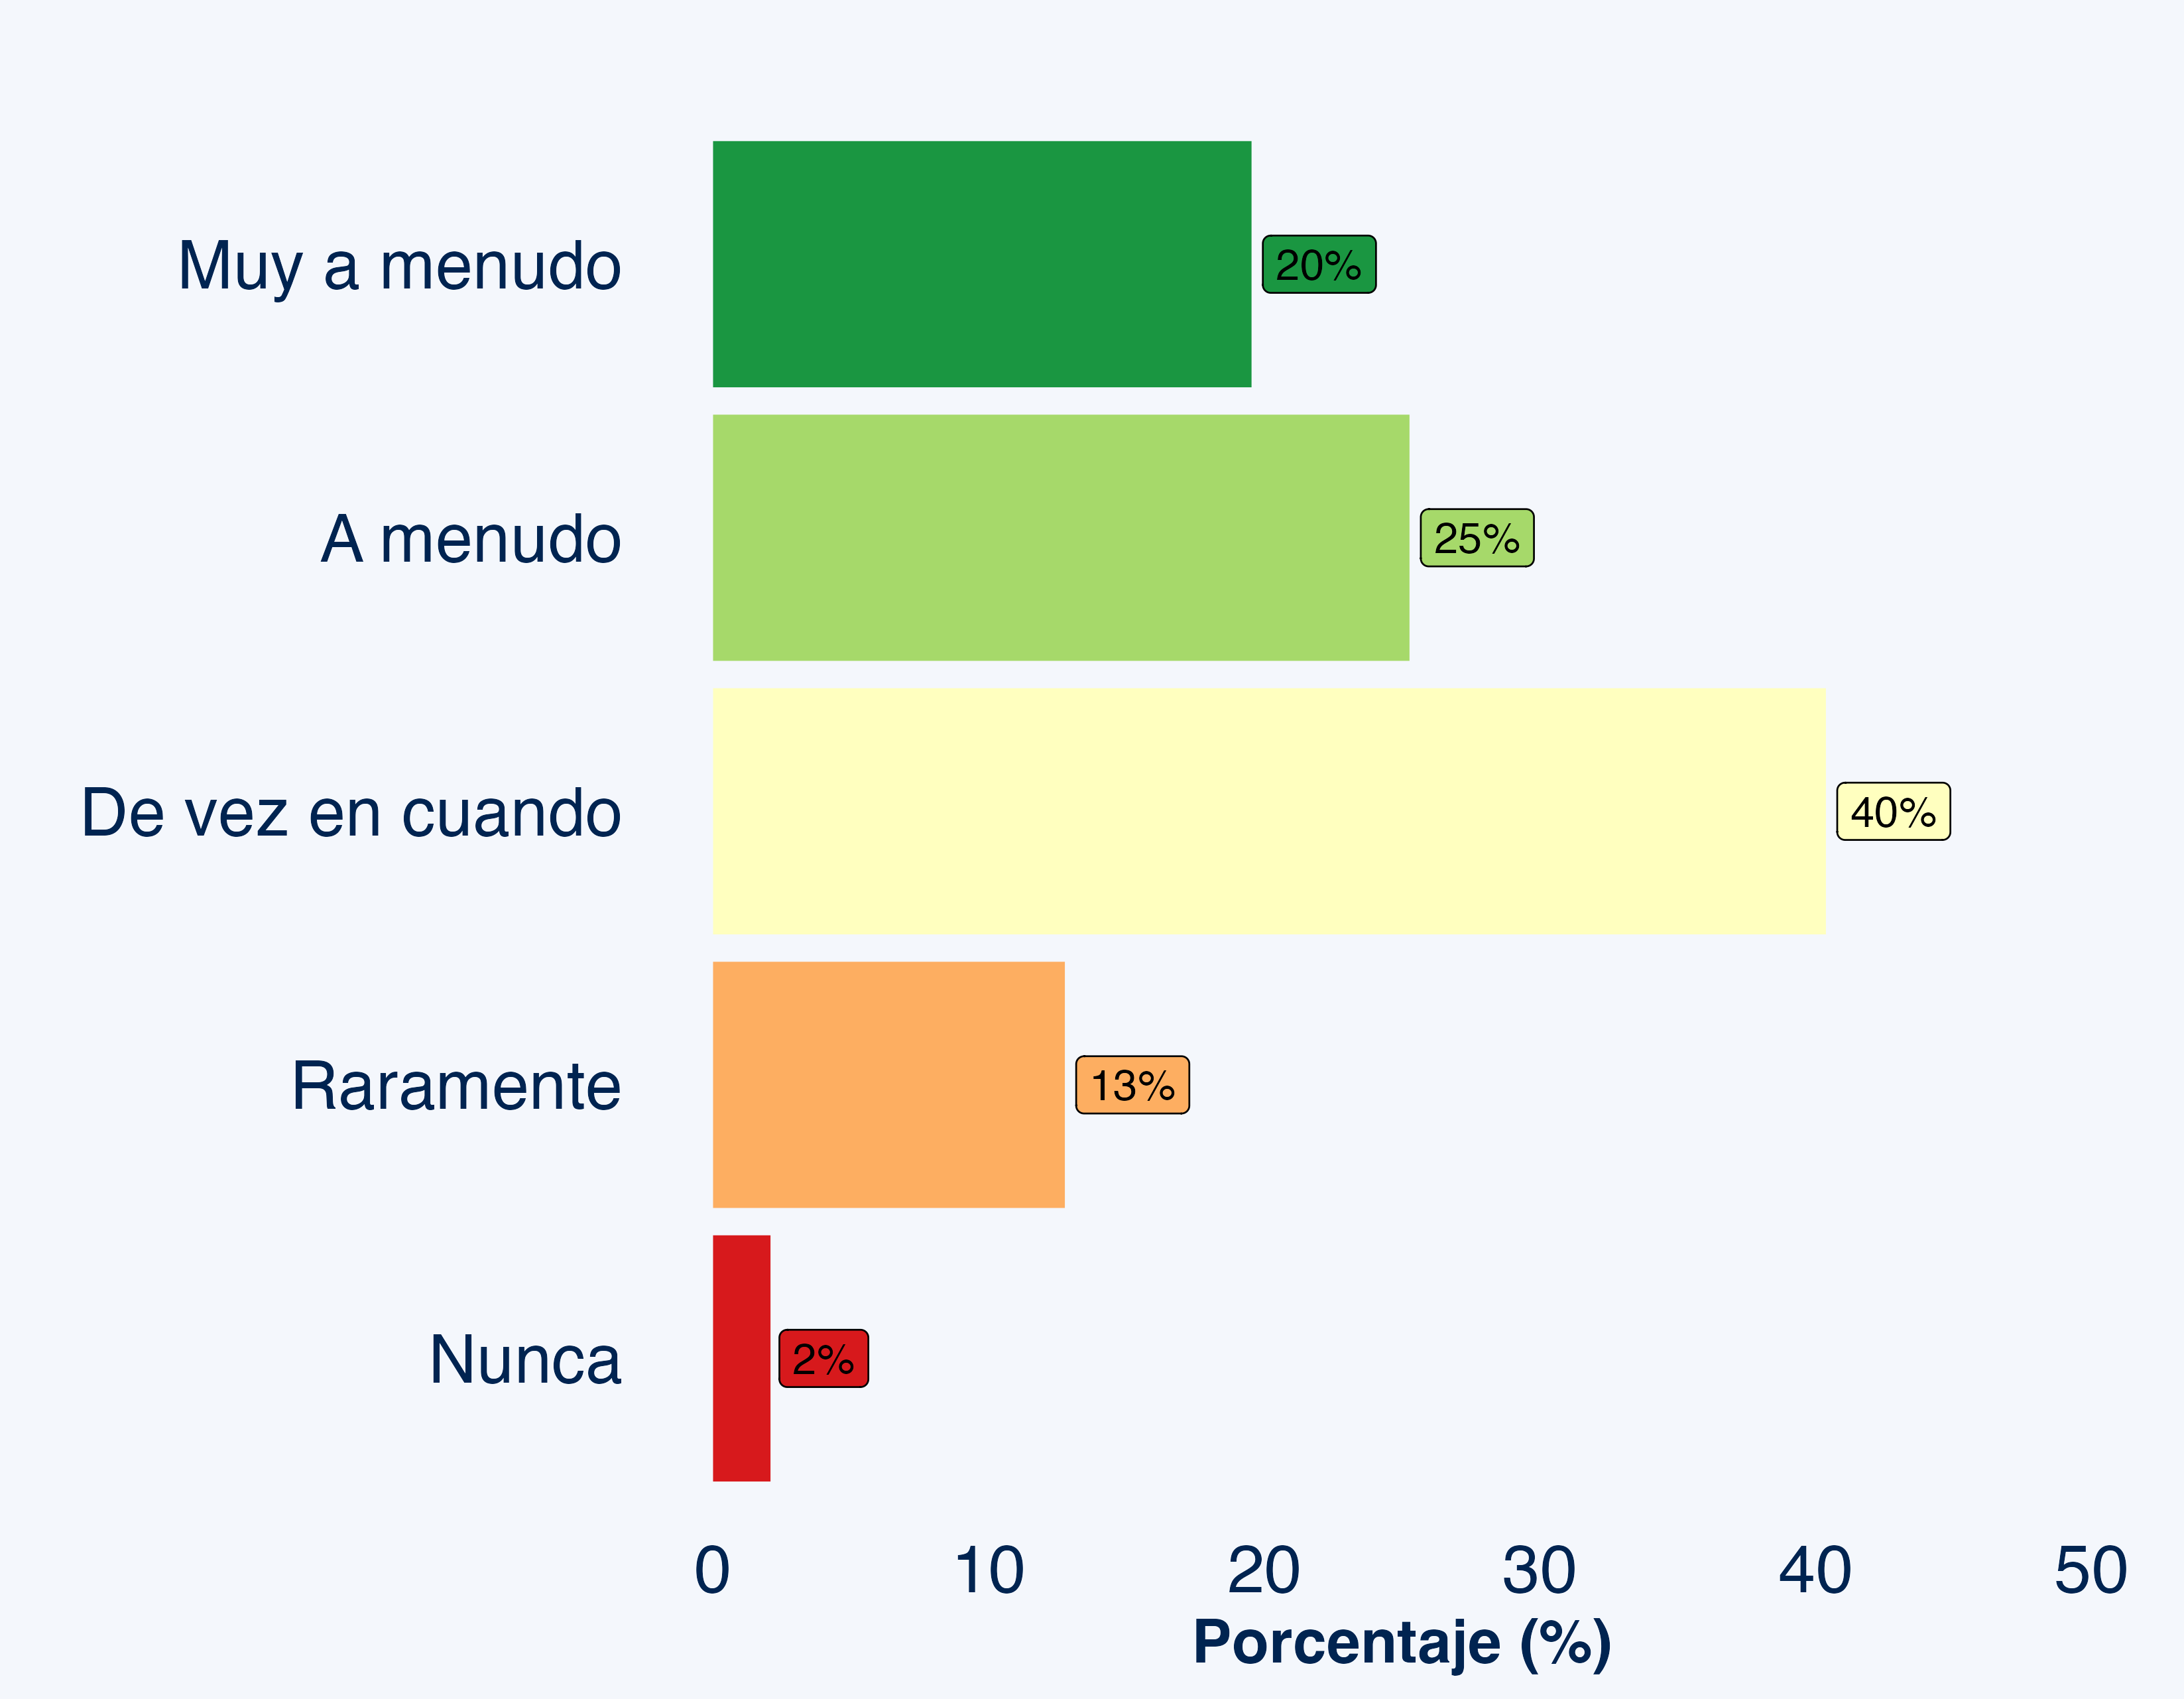 Muy a menudo
20%
A menudo
25%
De vez en cuando
40%
Raramente
13%
Nunca
2%
0 10 20 30 40 50
Porcentaje (%)